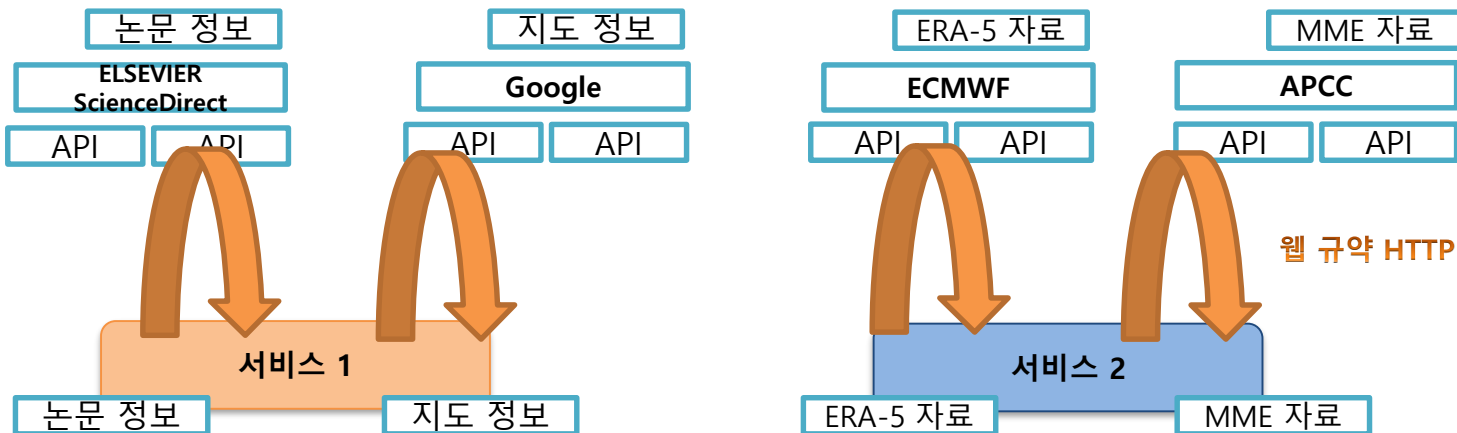 논문 정보
지도 정보
ERA-5 자료
MME 자료
ELSEVIER
ScienceDirect
Google
ECMWF
APCC
API
API
API
API
API
API
API
API
웹 규약 HTTP
서비스 1
서비스 2
논문 정보
지도 정보
ERA-5 자료
MME 자료